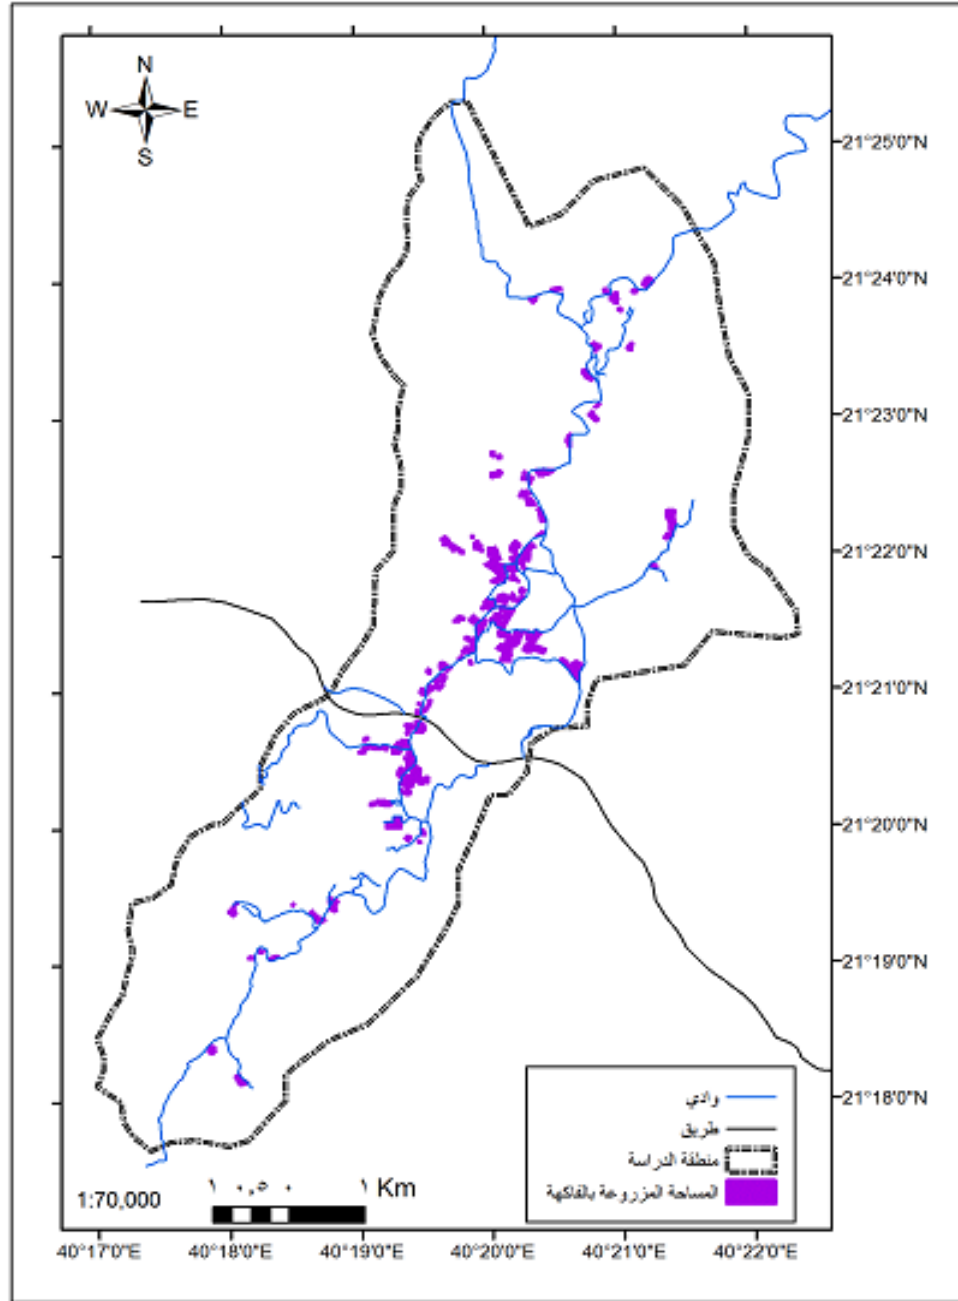 N
W E
S
21°25'0"N
21°24'0"N
21°23'0"N
21°22'0"N
21°21'0"N
21°20'0"N
21°19'0"N
21°18'0"N
وادي
طريق
منطقة الدراسة
المساحة المزروعة بالفاكهة
1:70,000
١ ٠,٥ ٠ ١ Km
40°17'0"E 40°18'0"E 40°19'0"E 40°20'0"E 40°21'0"E 40°22'0"E